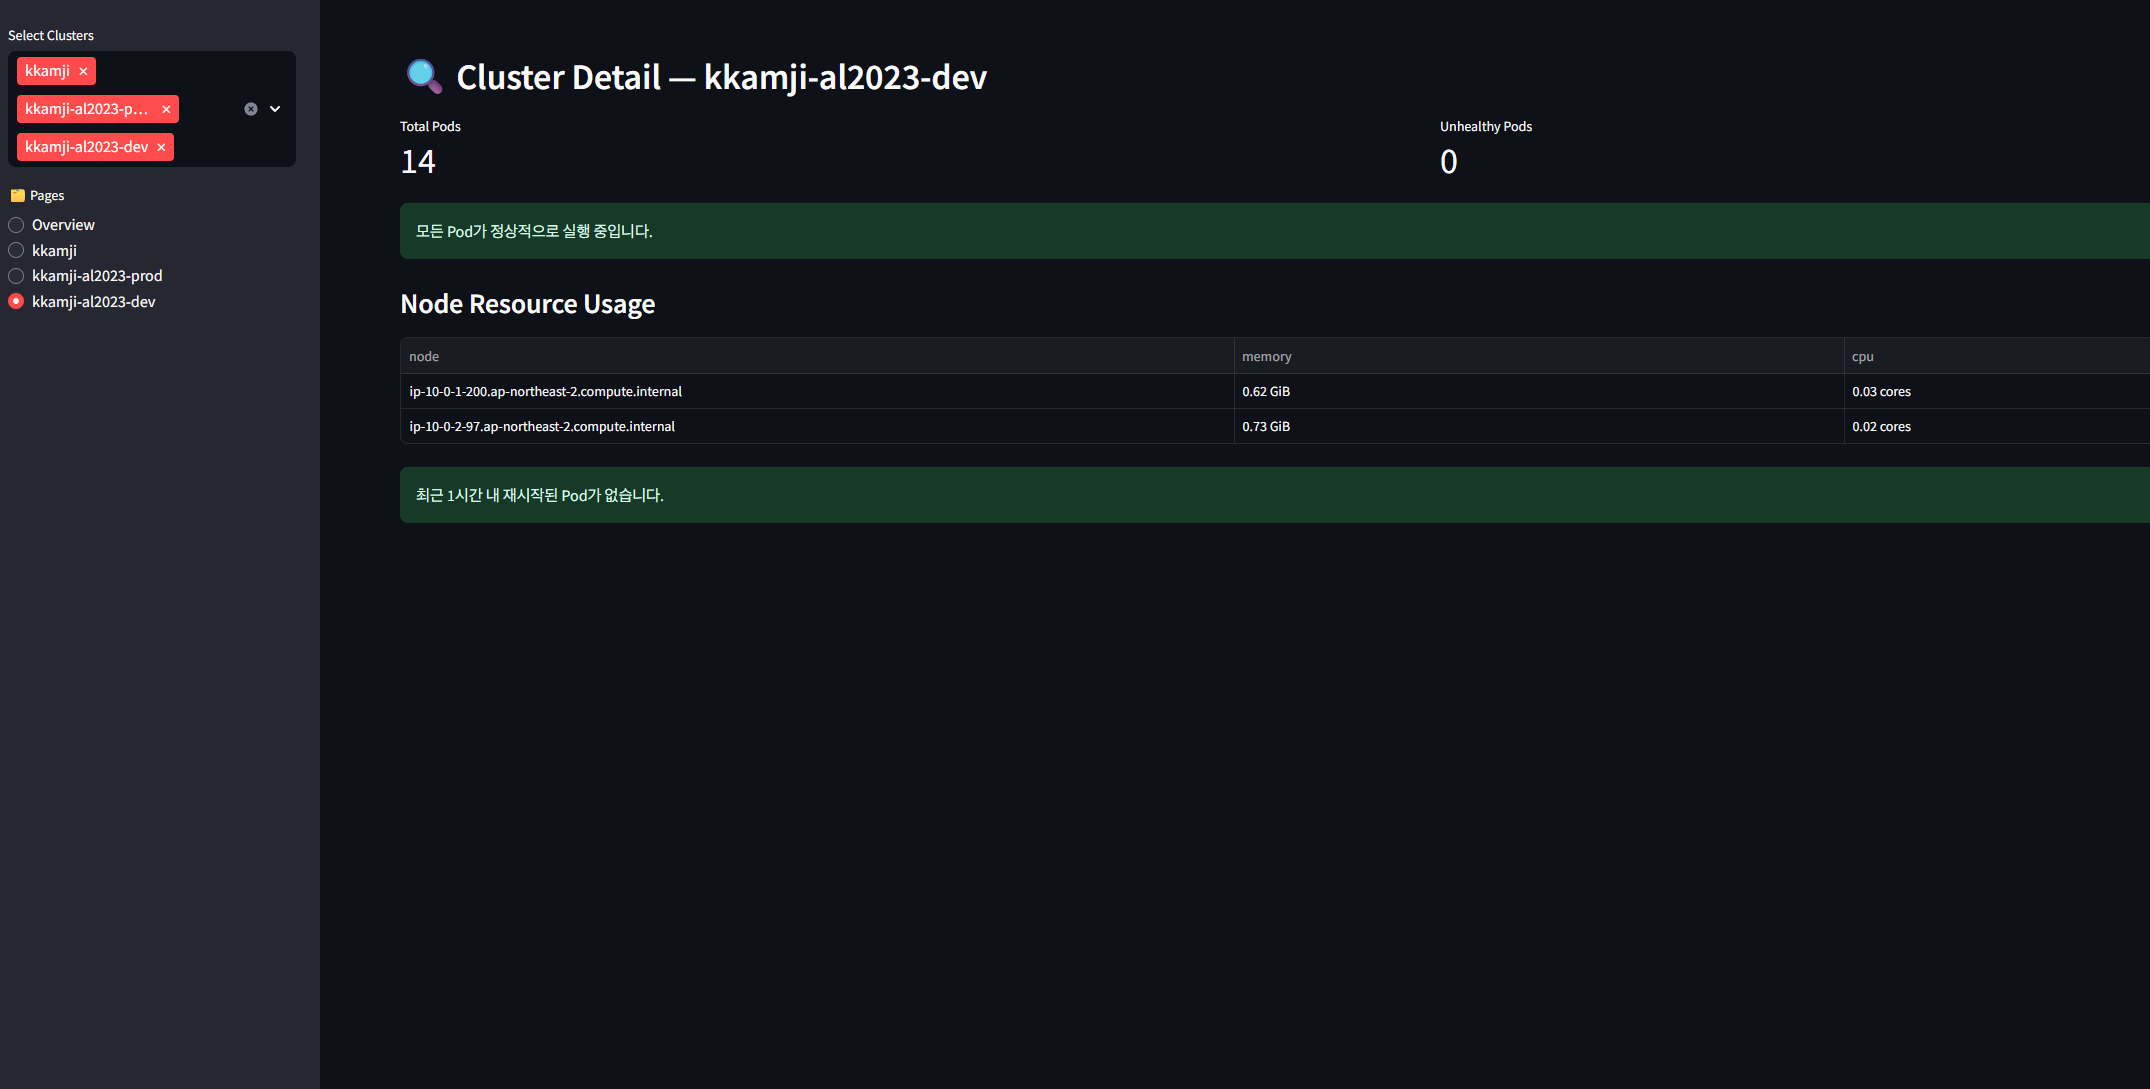 Select Clusters
kkamji
kkamji-al2023-p...
kkamji-al2023-dev
Pages
Overview
kkamji
kkamji-al2023-prod
kkamji-al2023-dev
Cluster Detail — kkamji-al2023-dev
Total Pods
14
Unhealthy Pods
0
모든 Pod가 정상적으로 실행 중입니다.
Node Resource Usage
node memory cpu
ip-10-0-1-200.ap-northeast-2.compute.internal 0.62 GiB 0.03 cores
ip-10-0-2-97.ap-northeast-2.compute.internal 0.73 GiB 0.02 cores
최근 1시간 내 재시작된 Pod가 없습니다.